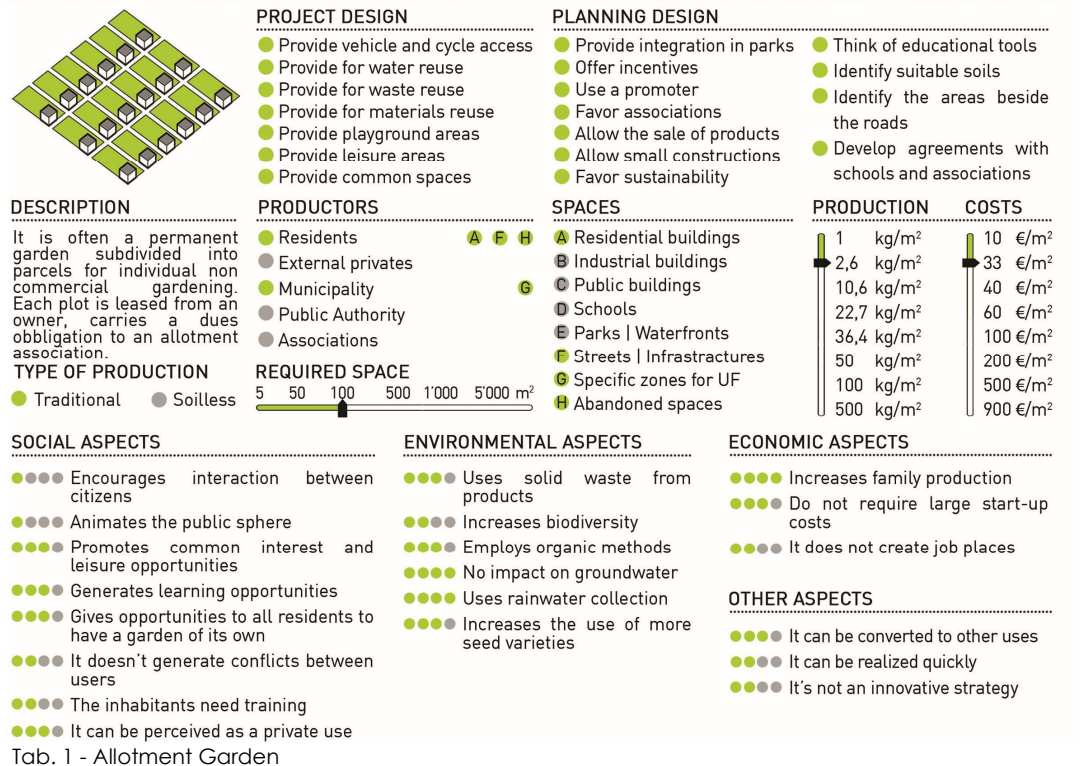 PROJECT DESIGN
Provide vehicle and cycle access
Provide for water reuse
Provide for waste reuse
Provide for materials reuse
Provide playground areas
Provide leisure areas
Provide common spaces
PLANNING DESIGN
Provide integration in parks
Offer incentives
Use a promoter
Favor associations
Allow the sale of products
Allow small constructions
Favor sustainability
Think of educational tools
Identify suitable soils
Identify the areas beside
the roads
Develop agreements with
schools and associations
DESCRIPTION
It is often a permanent
garden subdivided into
parcels for individual non
commercial gardening.
Each plot is leased from an
owner, carries a dues
obbligation to an allotment
association.
TYPE OF PRODUCTION
Traditional
Soilless
PRODUCTORS
Residents A F H
External privates
Municipality G
Public Authority
Associations
REQUIRED SPACE
5 50 100 500 1'000 5'000 m²
SPACES
A Residential buildings
B Industrial buildings
C Public buildings
D Schools
E Parks | Waterfronts
F Streets | Infrastractures
G Specific zones for UF
H Abandoned spaces
PRODUCTION
1 kg/m²
2,6 kg/m²
10,6 kg/m²
22,7 kg/m²
36,4 kg/m²
50 kg/m²
100 kg/m²
500 kg/m²
COSTS
10 €/m²
33 €/m²
40 €/m²
60 €/m²
100 €/m²
200 €/m²
500 €/m²
900 €/m²
SOCIAL ASPECTS
Encourages interaction between
citizens
Animates the public sphere
Promotes common interest and
leisure opportunities
Generates learning opportunities
Gives opportunities to all residents to
have a garden of its own
It doesn't generate conflicts between
users
The inhabitants need training
It can be perceived as a private use
ENVIRONMENTAL ASPECTS
Uses solid waste from
products
Increases biodiversity
Employs organic methods
No impact on groundwater
Uses rainwater collection
Increases the use of more
seed varieties
ECONOMIC ASPECTS
Increases family production
Do not require large start-up
costs
It does not create job places
OTHER ASPECTS
It can be converted to other uses
It can be realized quickly
It's not an innovative strategy
Tab. 1 - Allotment Garden